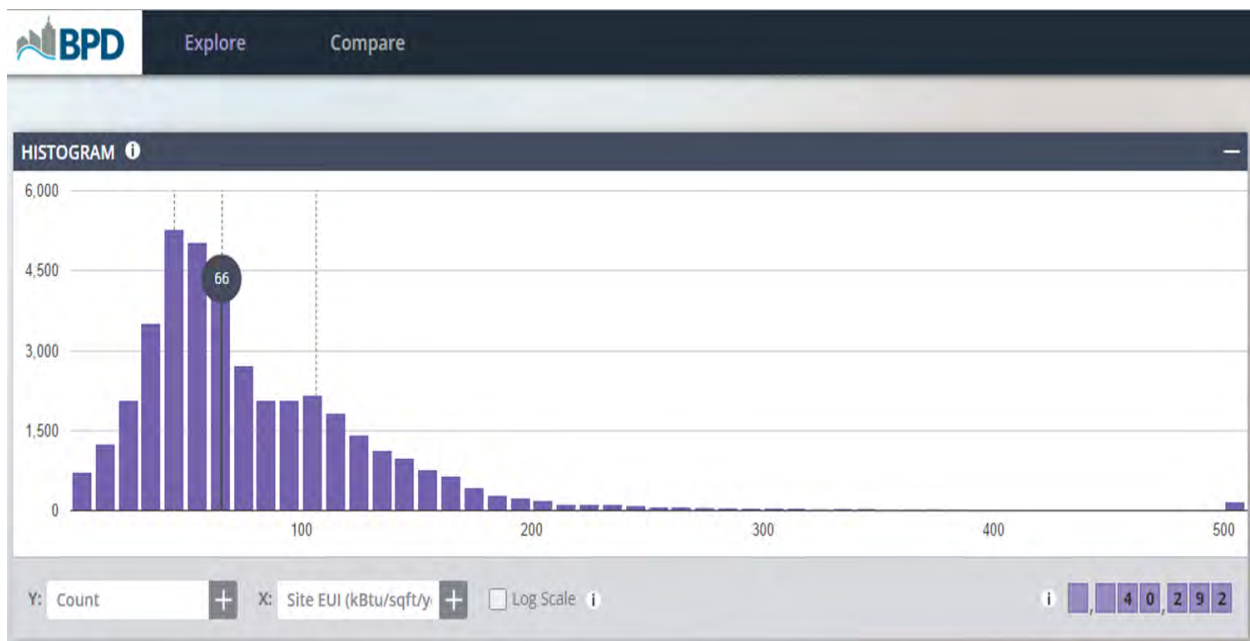 BPD Explore Compare
HISTOGRAM i
6,000
4,500
66
3,000
1,500
0
100 200 300 400 500
Y: Count + X: Site EUI (kBtu/sqft/y + Log Scale i i , 40,292